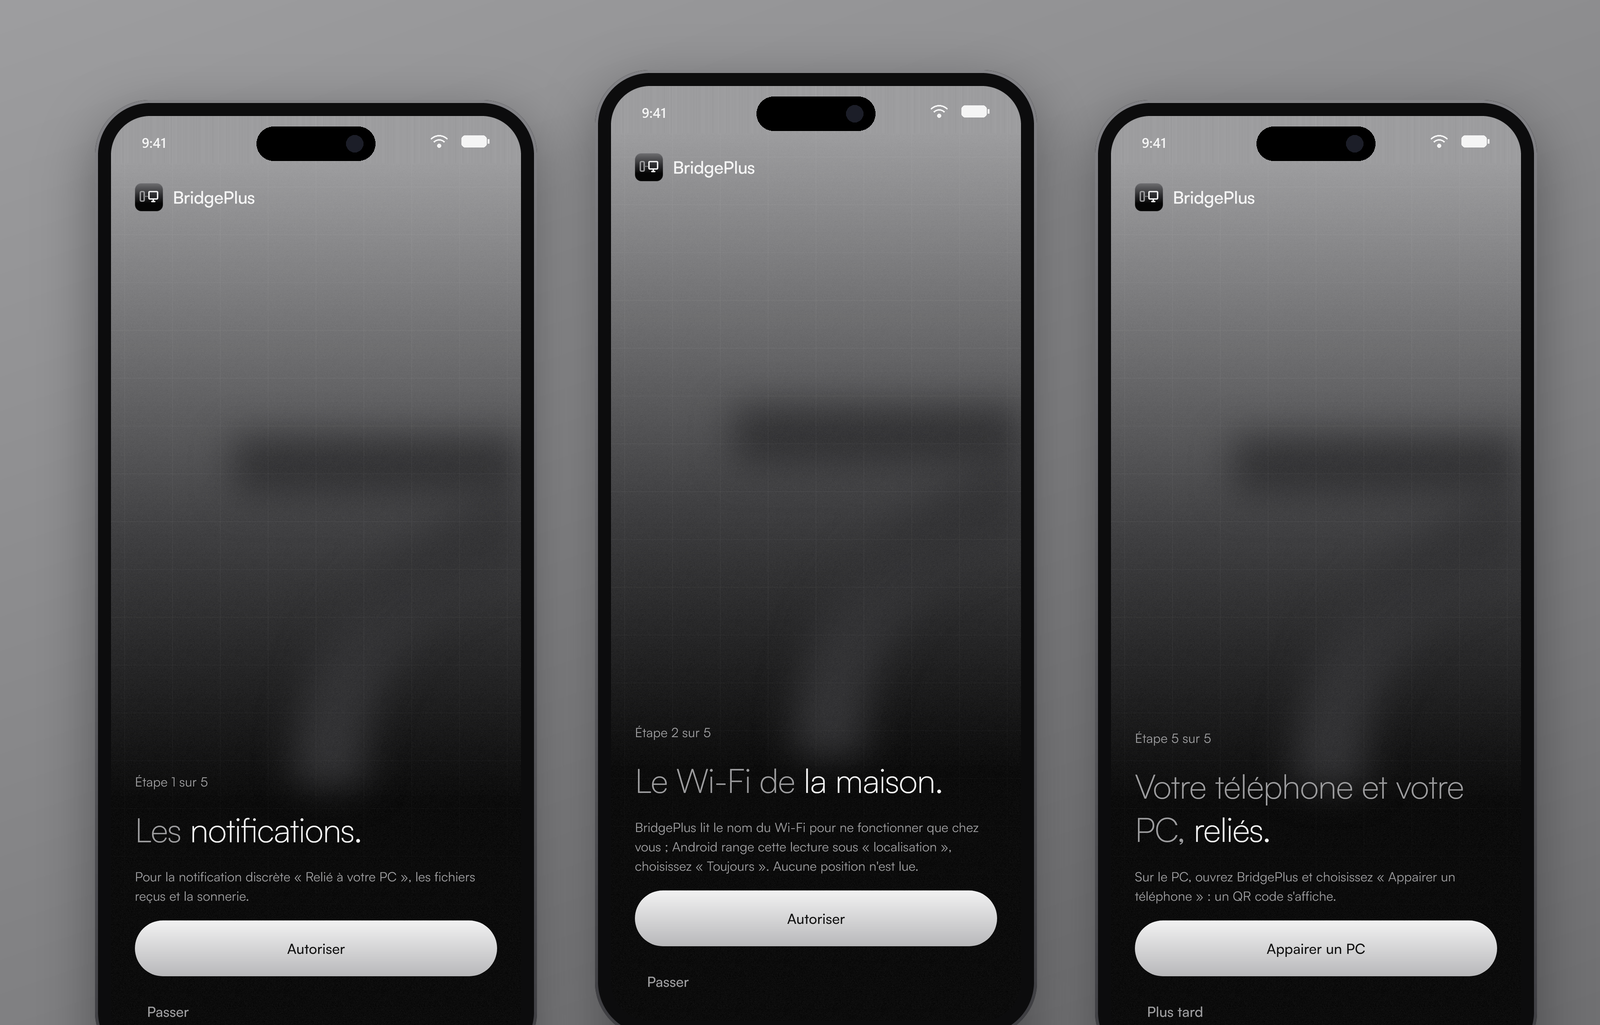 9:41
BridgePlus
Étape 1 sur 5
Les notifications.
Pour la notification discrète « Relié à votre PC », les fichiers
reçus et la sonnerie.
Autoriser
Passer
9:41
BridgePlus
Étape 2 sur 5
Le Wi-Fi de la maison.
BridgePlus lit le nom du Wi-Fi pour ne fonctionner que chez
vous ; Android range cette lecture sous « localisation »,
choisissez « Toujours ». Aucune position n'est lue.
Autoriser
Passer
9:41
BridgePlus
Étape 5 sur 5
Votre téléphone et votre
PC, reliés.
Sur le PC, ouvrez BridgePlus et choisissez « Appairer un
téléphone » : un QR code s'affiche.
Appairer un PC
Plus tard